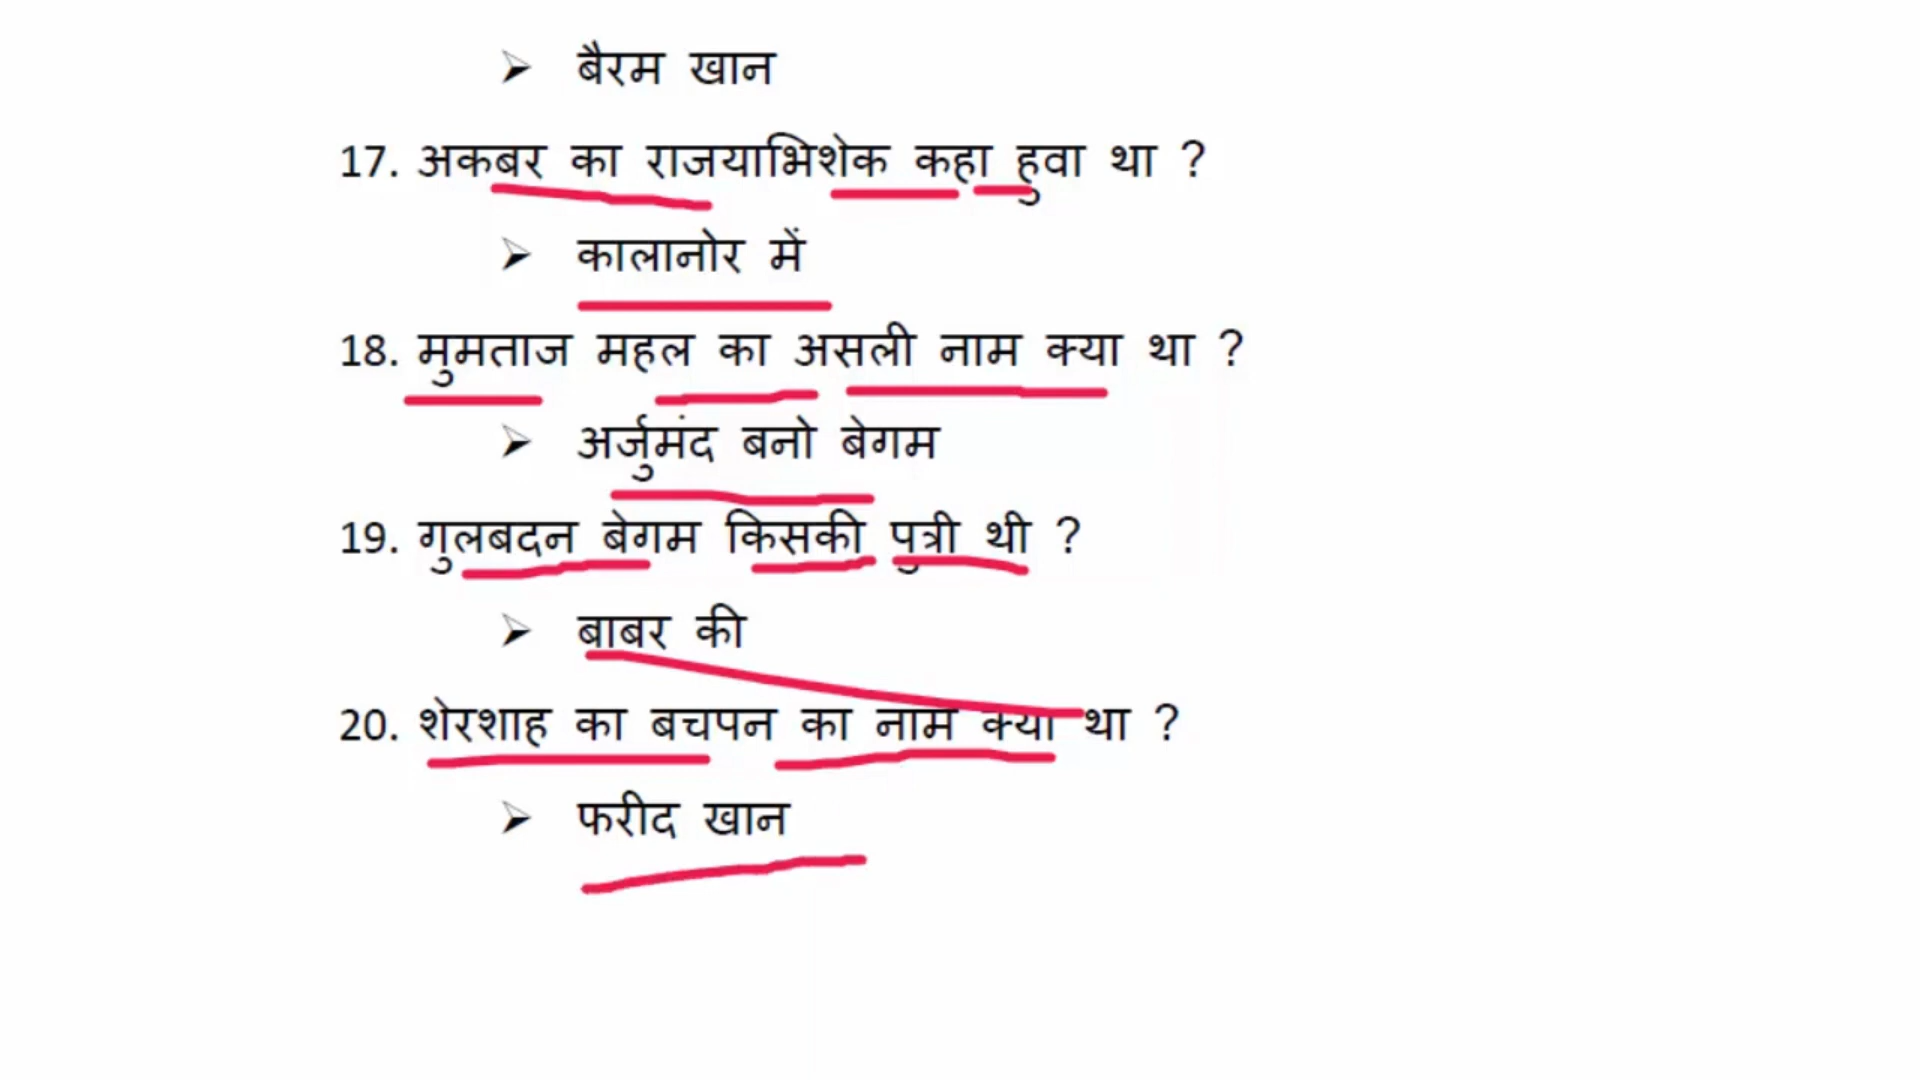 ➢ बैरम खान
17. अकबर का राजयाभिशेक कहा हुवा था ?
➢ कालानोर में
18. मुमताज महल का असली नाम क्या था ?
➢ अर्जुमंद बनो बेगम
19. गुलबदन बेगम किसकी पुत्री थी ?
➢ बाबर की
20. शेरशाह का बचपन का नाम क्या था ?
➢ फरीद खान